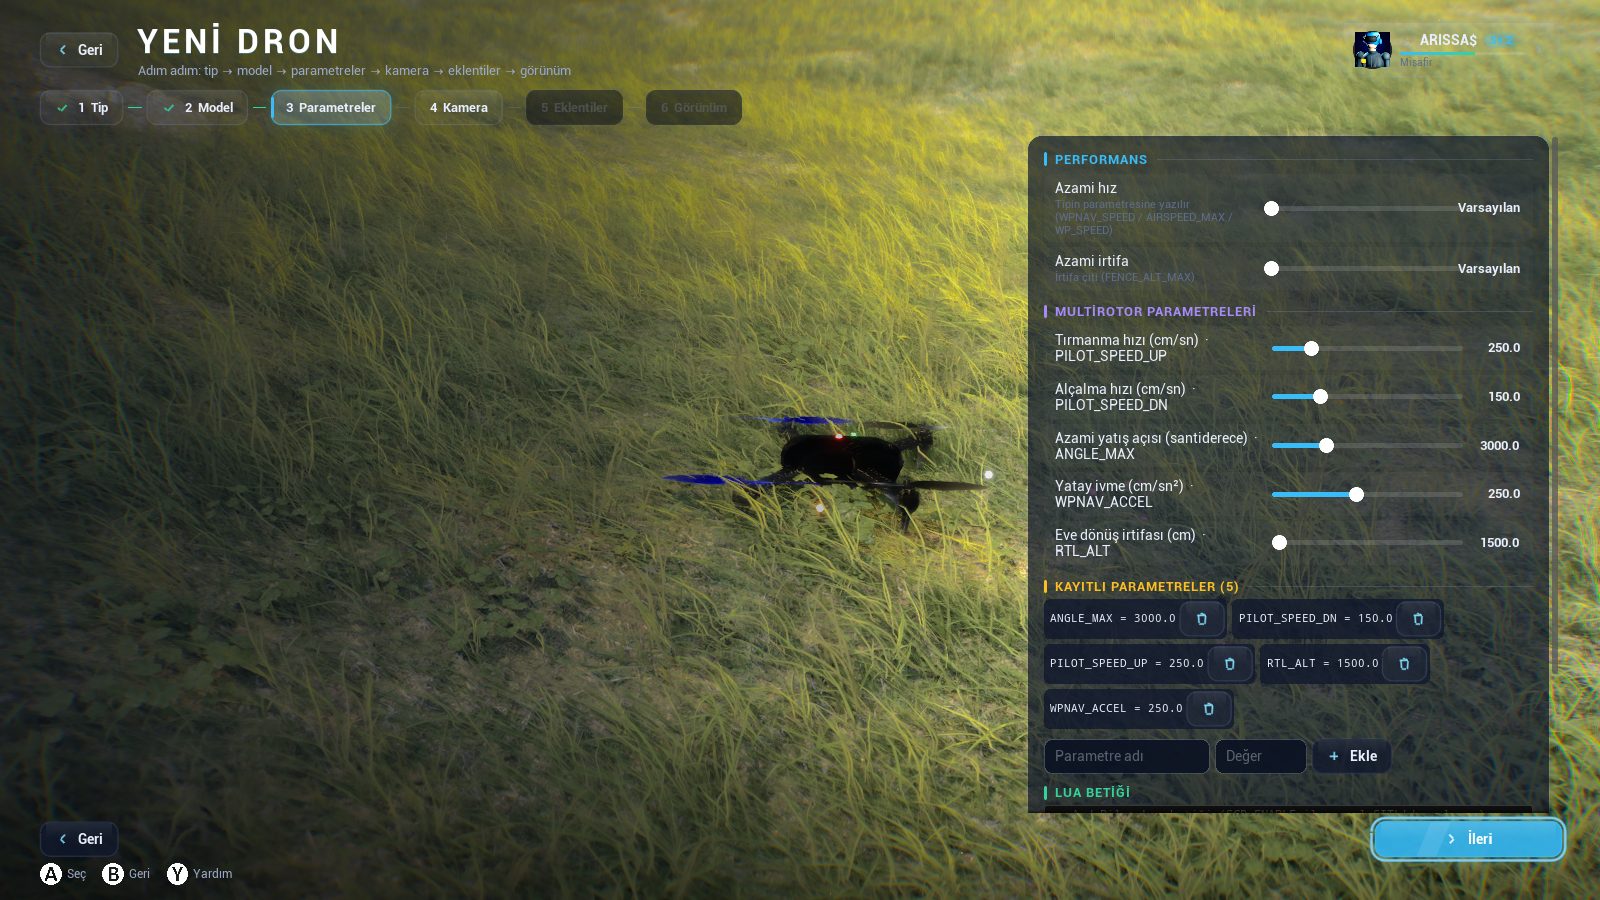 Geri
YENİ DRON
Adım adım: tip → model → parametreler → kamera → eklentiler → görünüm
ARISSA$
Misafir
1 Tip
2 Model
3 Parametreler
4 Kamera
5 Eklentiler
6 Görünüm
PERFORMANS
Azami hız
Tipin parametresine yazılır
(WPNAV_SPEED / AIRSPEED_MAX /
WP_SPEED)
Varsayılan
Azami irtifa
İrtifa çiti (FENCE_ALT_MAX)
Varsayılan
MULTİROTOR PARAMETRELERİ
Tırmanma hızı (cm/sn) ·
PILOT_SPEED_UP
250.0
Alçalma hızı (cm/sn) ·
PILOT_SPEED_DN
150.0
Azami yatış açısı (santiderece) ·
ANGLE_MAX
3000.0
Yatay ivme (cm/sn²) ·
WPNAV_ACCEL
250.0
Eve dönüş irtifası (cm) ·
RTL_ALT
1500.0
KAYITLI PARAMETRELER (5)
ANGLE_MAX = 3000.0
PILOT_SPEED_DN = 150.0
PILOT_SPEED_UP = 250.0
RTL_ALT = 1500.0
WPNAV_ACCEL = 250.0
Parametre adı
Değer
+ Ekle
LUA BETİĞİ
Geri
İleri
A Seç
B Geri
Y Yardım